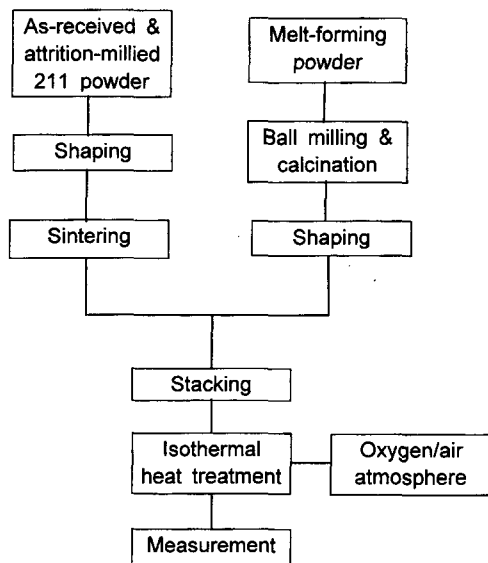 As-received &
attrition-millied
211 powder
Shaping
Sintering
Melt-forming
powder
Ball milling &
calcination
Shaping
Stacking
Isothermal
heat treatment
Oxygen/air
atmosphere
Measurement